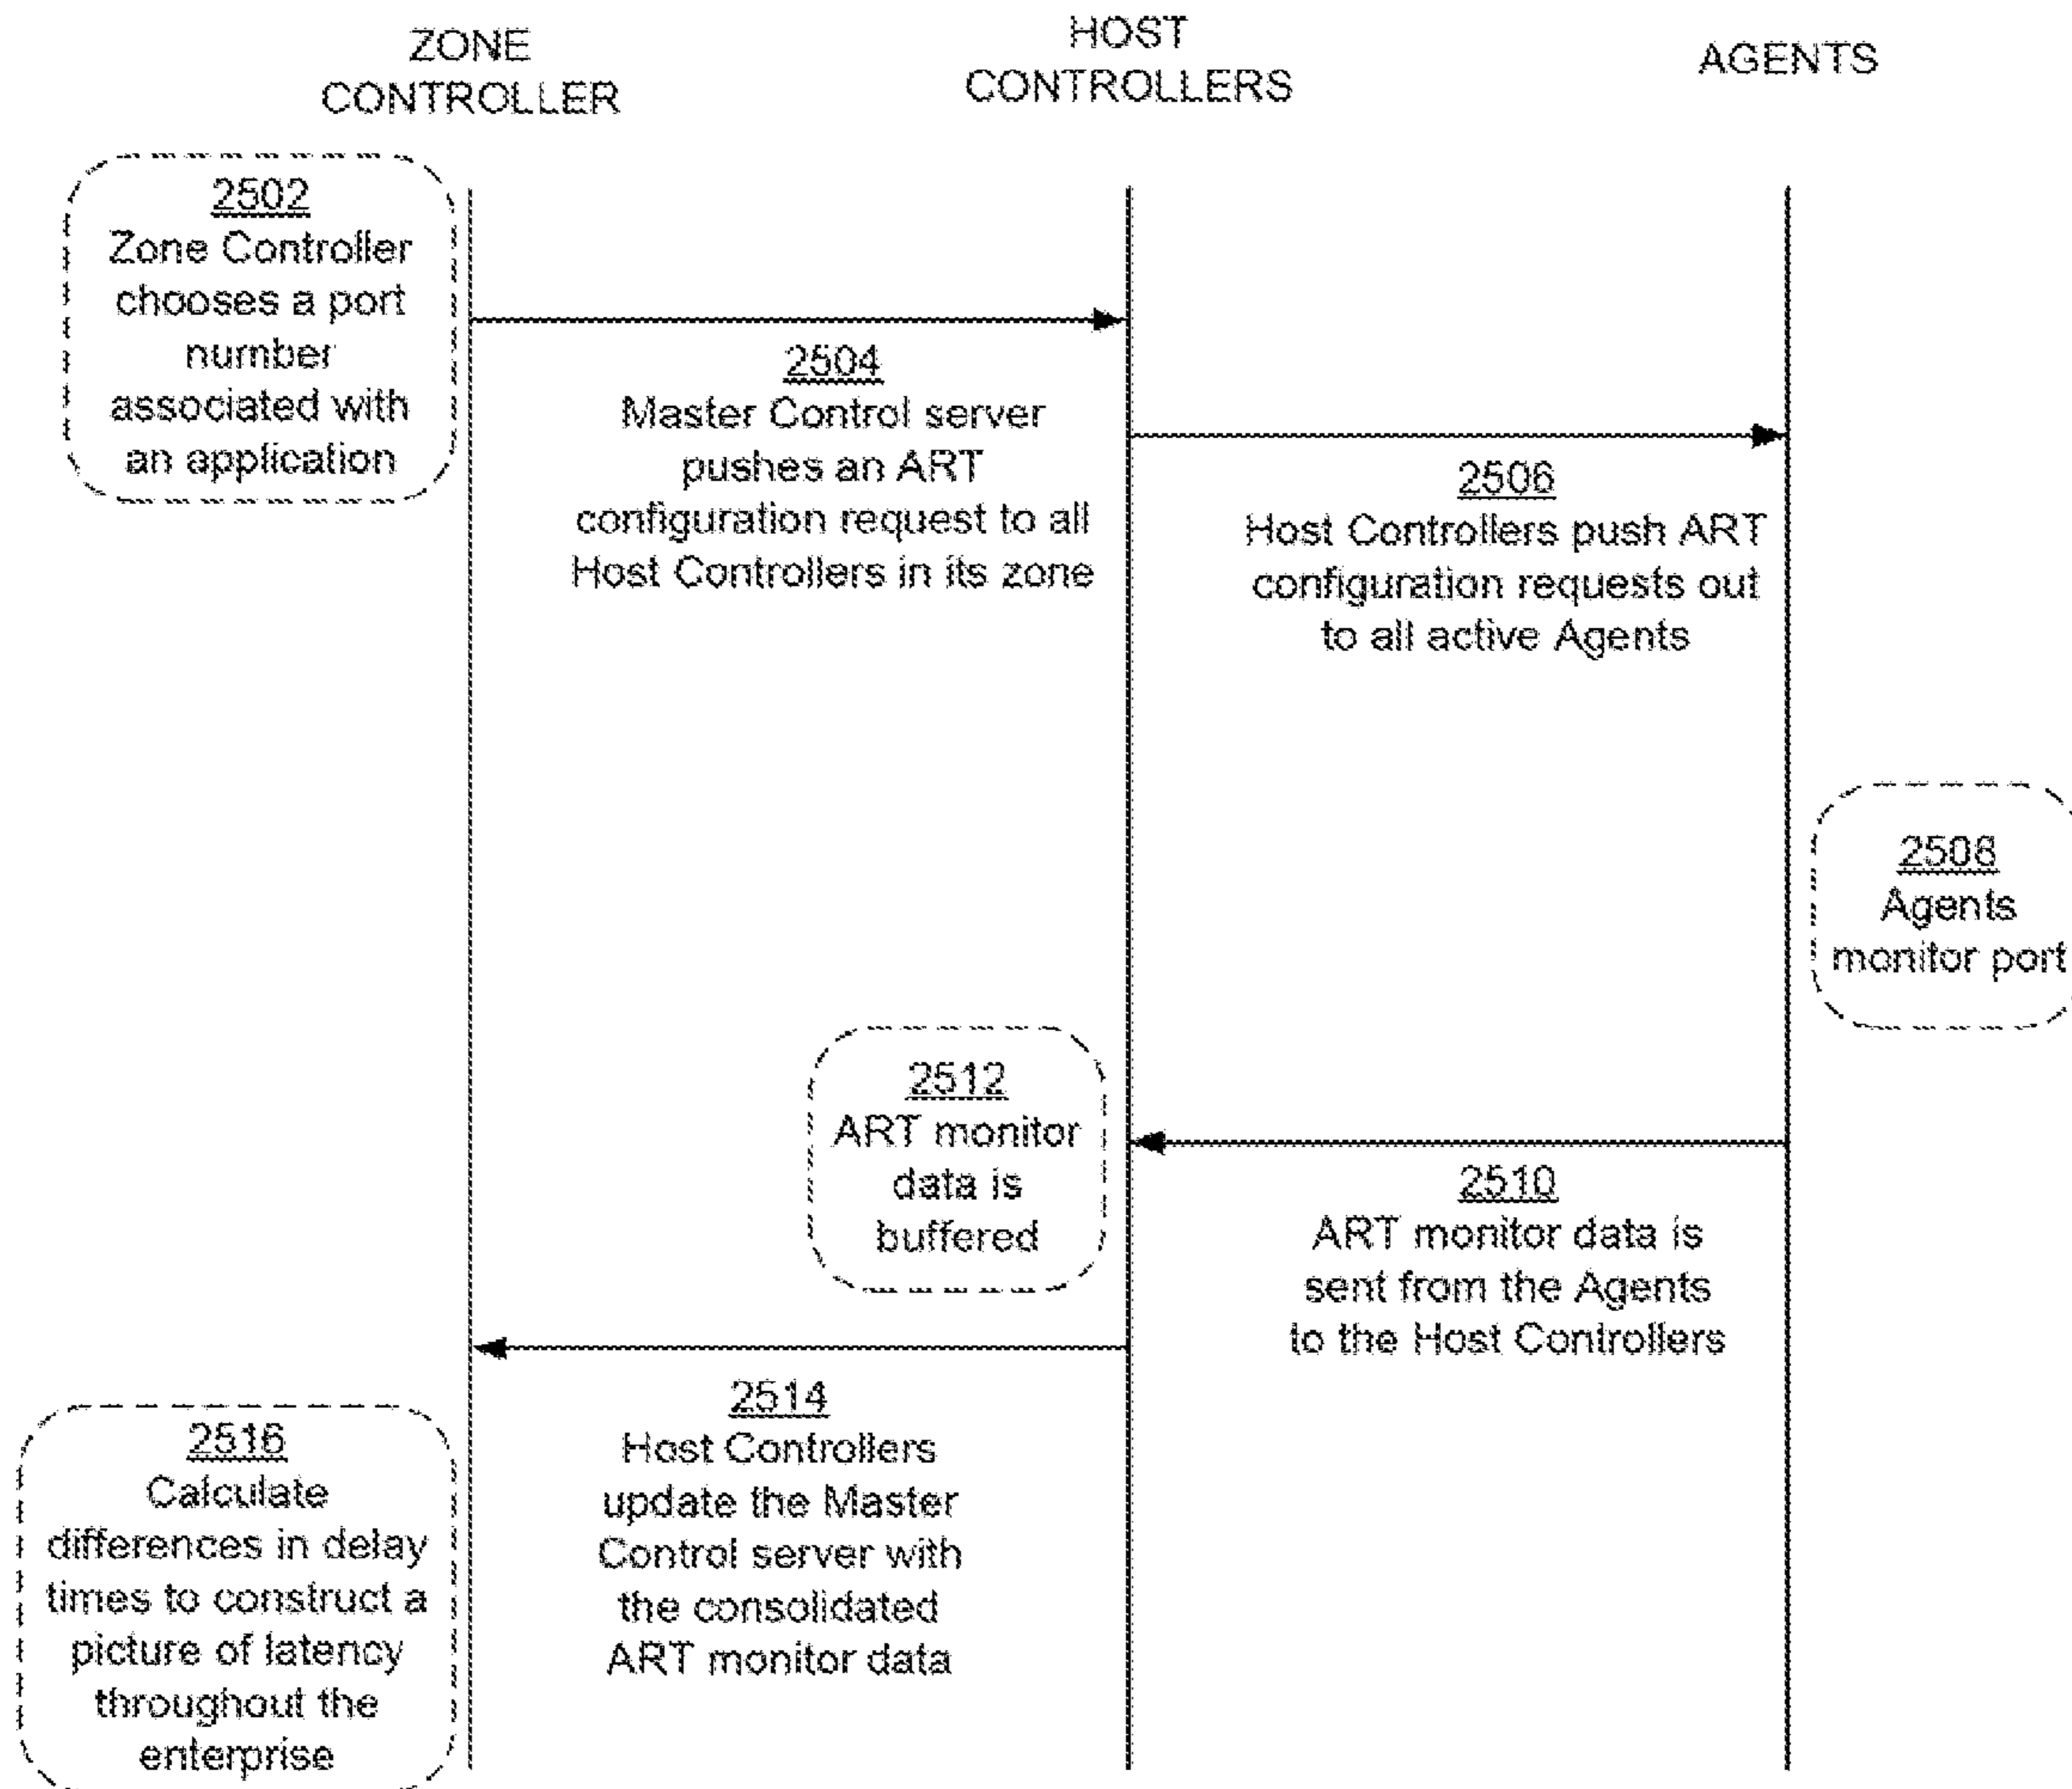 ZONE
CONTROLLER
HOST
CONTROLLERS
AGENTS
2502
Zone Controller
chooses a port
number
associated with
an application
2504
Master Control server
pushes an ART
configuration request to all
Host Controllers in its zone
2506
Host Controllers push ART
configuration requests out
to all active Agents
2508
Agents
monitor port
2510
ART monitor data is
sent from the Agents
to the Host Controllers
2512
ART monitor
data is
buffered
2514
Host Controllers
update the Master
Control server with
the consolidated
ART monitor data
2516
Calculate
differences in delay
times to construct a
picture of latency
throughout the
enterprise